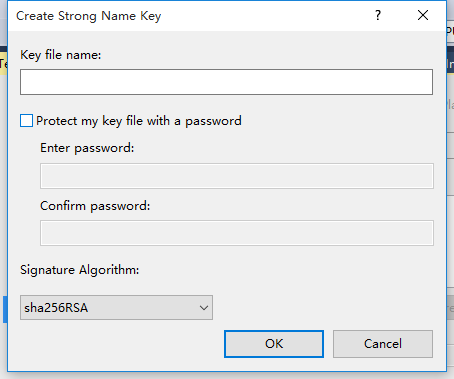 Create Strong Name Key
?
Key file name:
Protect my key file with a password
Enter password:
Confirm password:
Signature Algorithm:
sha256RSA
OK Cancel